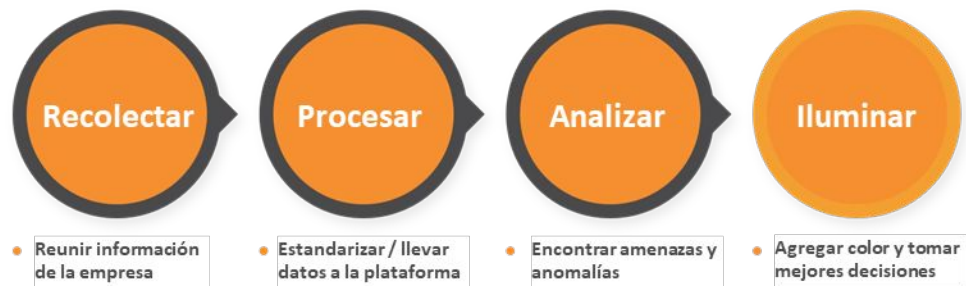 Recolectar
Procesar
Analizar
Iluminar
Reunir información
de la empresa
Estandarizar / llevar
datos a la plataforma
Encontrar amenazas y
anomalías
Agregar color y tomar
mejores decisiones